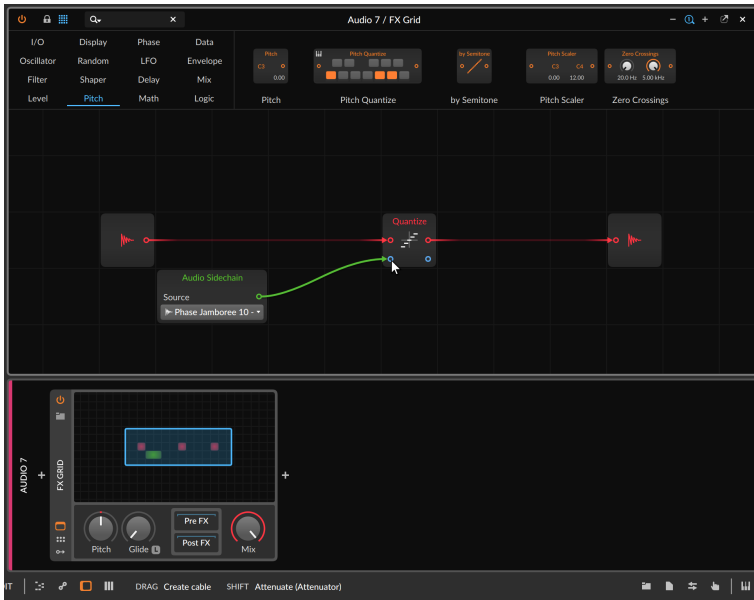 Audio 7 / FX Grid
I/O Display Phase Data
Oscillator Random LFO Envelope
Filter Shaper Delay Mix
Level Pitch Math Logic
Pitch
C3
0.00
Pitch
Pitch Quantize
Pitch Quantize
by Semitone
by Semitone
Pitch Scaler
C3 C4
0.00 12.00
Pitch Scaler
Zero Crossings
20.0 Hz 5.00 kHz
Zero Crossings
Quantize
Audio Sidechain
Source
Phase Jamboree 10 -
AUDIO 7
FX GRID
Pitch
Glide L
Pre FX
Post FX
Mix
DRAG Create cable SHIFT Attenuate (Attenuator)